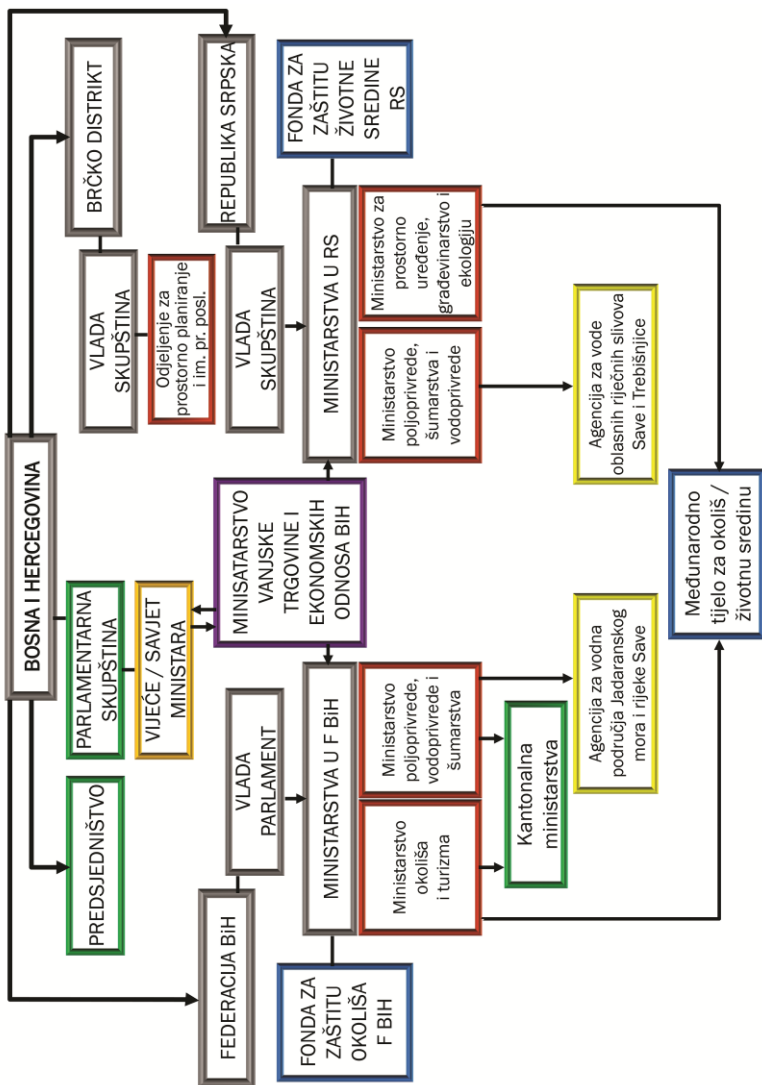 BOSNA I HERCEGOVINA
PREDSJEDNIŠTVO
PARLAMENTARNA
SKUPŠTINA
BRČKO DISTRIKT
VIJEĆE / SAVJET
MINISTARA
VLADA
SKUPŠTINA
Odjeljenje za
prostorno planiranje
i im. pr. posl.
FEDERACIJA BiH
VLADA
PARLAMENT
MINISATARSTVO
VANJSKE
TRGOVINE I
EKONOMSKIH
ODNOSA BIH
VLADA
SKUPŠTINA
REPUBLIKA SRPSKA
FONDA ZA
ZAŠTITU
OKOLIŠA
F BIH
MINISTARSTVA U F BiH
MINISTARSTVA U RS
FONDA ZA
ZAŠTITU
ŽIVOTNE
SREDINE
RS
Ministarstvo
okoliša
i turizma
Ministarstvo
poljoprivrede,
vodoprivrede i
šumarstva
Ministarstvo
poljoprivrede,
šumarstva i
vodoprivrede
Ministarstvo za
prostorno
uređenje,
građevinarstvo i
ekologiju
Kantonalna
ministarstva
Agencija za vodna
područja Jadaranskog
mora i rijeke Save
Agencija za vode
oblasnih riječnih slivova
Save i Trebišnjice
Međunarodno
tijelo za okoliš /
životnu sredinu